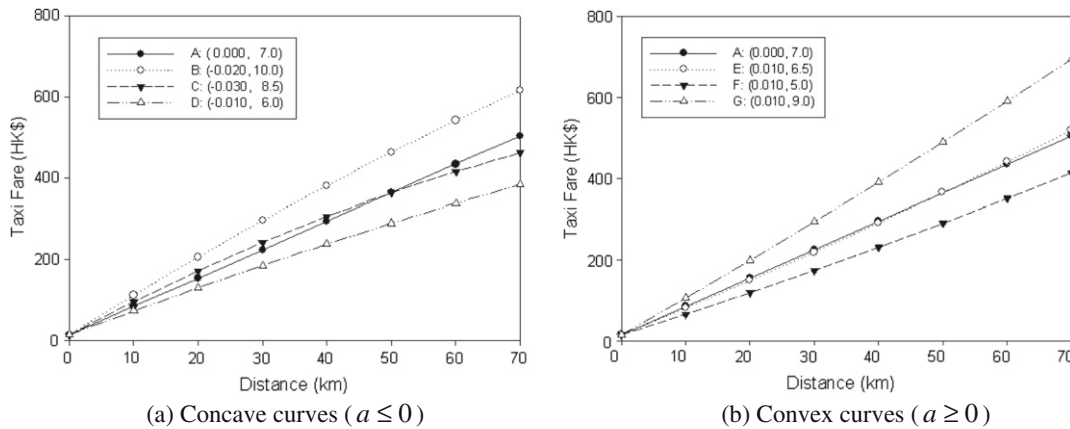 800
600
400
200
0
Taxi Fare (HK$)
A: (0.000, 7.0)
B: (-0.020, 10.0)
C: (-0.030, 8.5)
D: (-0.010, 6.0)
0 10 20 30 40 50 60 70
Distance (km)
(a) Concave curves ( a ≤ 0 )
800
600
400
200
0
Taxi Fare (HK$)
A: (0.000, 7.0)
E: (0.010, 6.5)
F: (0.010, 5.0)
G: (0.010, 9.0)
0 10 20 30 40 50 60 70
Distance (km)
(b) Convex curves ( a ≥ 0 )